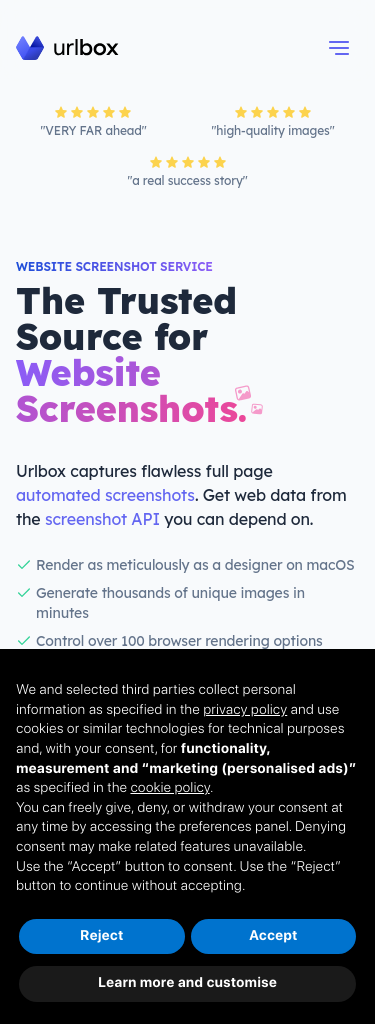 urlbox
"VERY FAR ahead"
"high-quality images"
"a real success story"
WEBSITE SCREENSHOT SERVICE
The Trusted
Source for
Website
Screenshots.
Urlbox captures flawless full page
automated screenshots. Get web data from
the screenshot API you can depend on.
Render as meticulously as a designer on macOS
Generate thousands of unique images in
minutes
Control over 100 browser rendering options
We and selected third parties collect personal
information as specified in the privacy policy and use
cookies or similar technologies for technical purposes
and, with your consent, for functionality,
measurement and “marketing (personalised ads)”
as specified in the cookie policy.
You can freely give, deny, or withdraw your consent at
any time by accessing the preferences panel. Denying
consent may make related features unavailable.
Use the “Accept” button to consent. Use the “Reject”
button to continue without accepting.
Reject
Accept
Learn more and customise